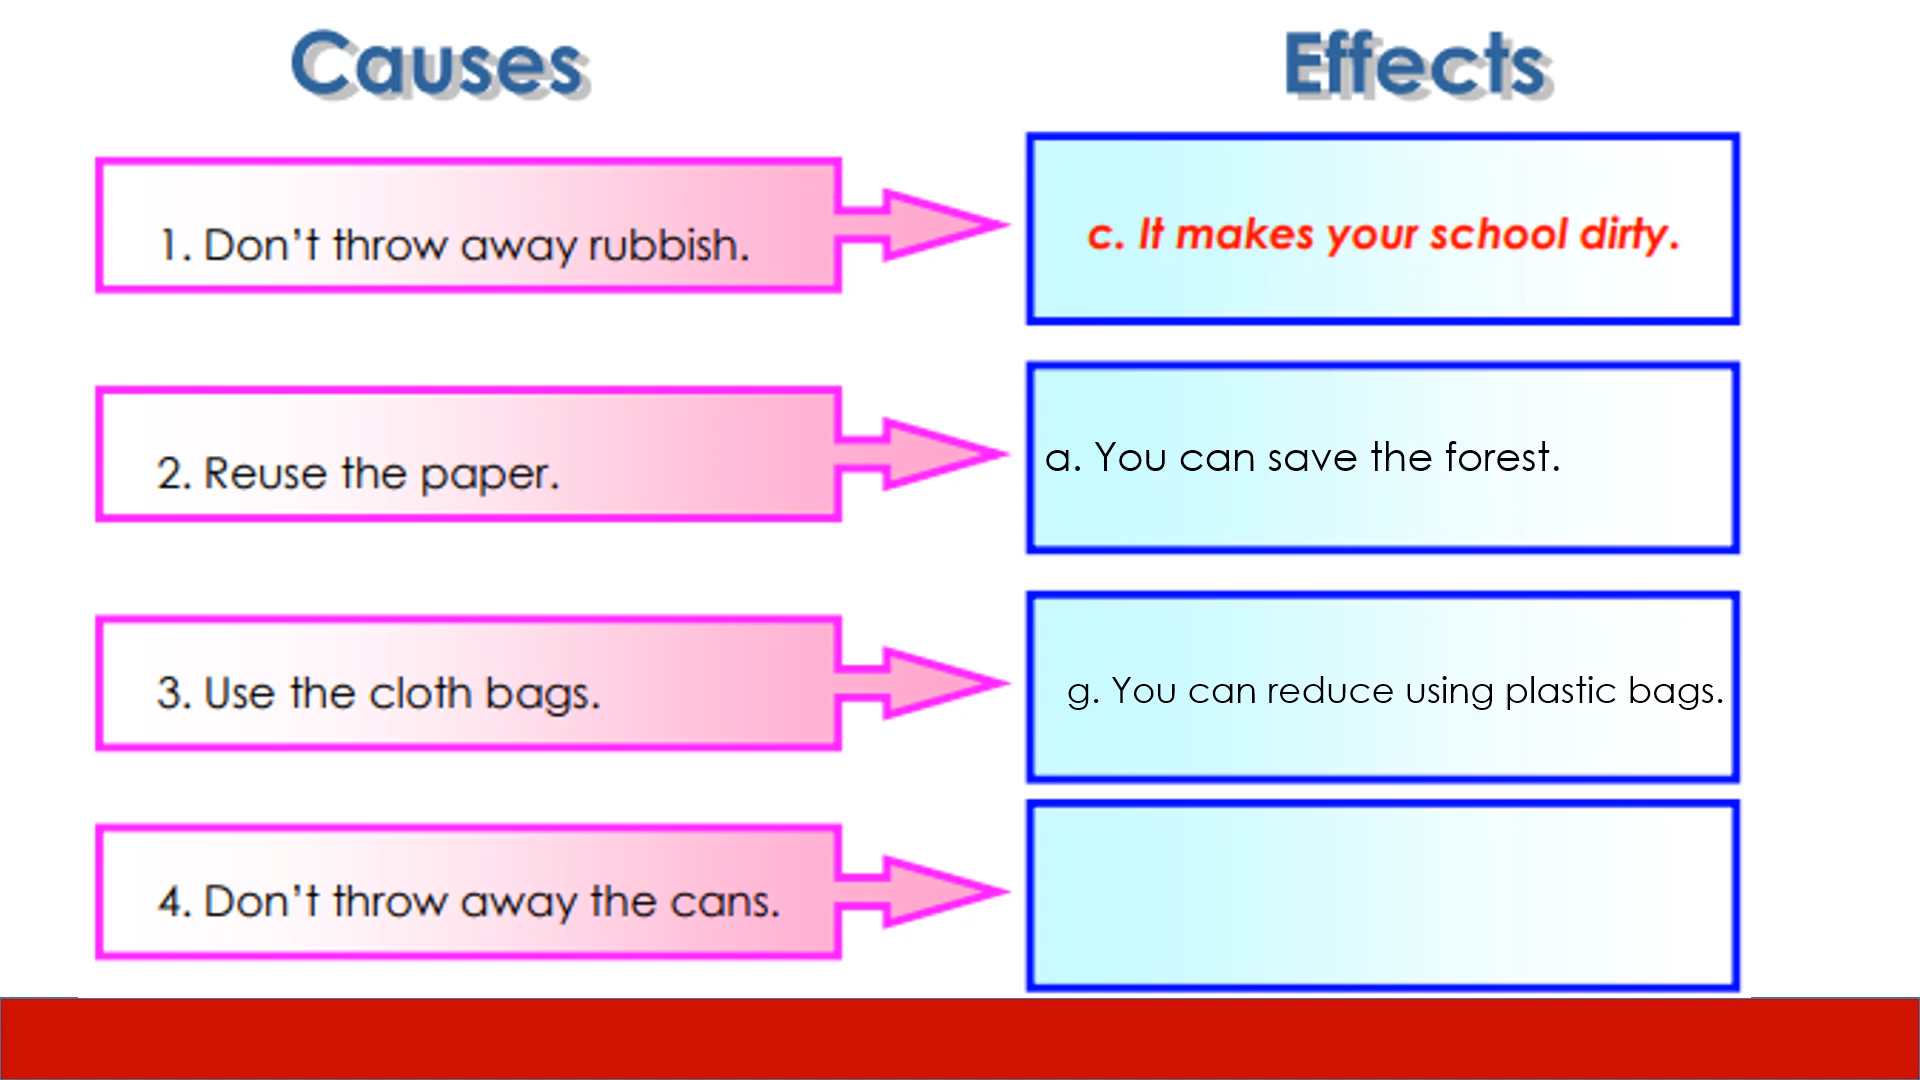 Causes
Effects
1. Don't throw away rubbish.
c. It makes your school dirty.
2. Reuse the paper.
a. You can save the forest.
3. Use the cloth bags.
g. You can reduce using plastic bags.
4. Don't throw away the cans.